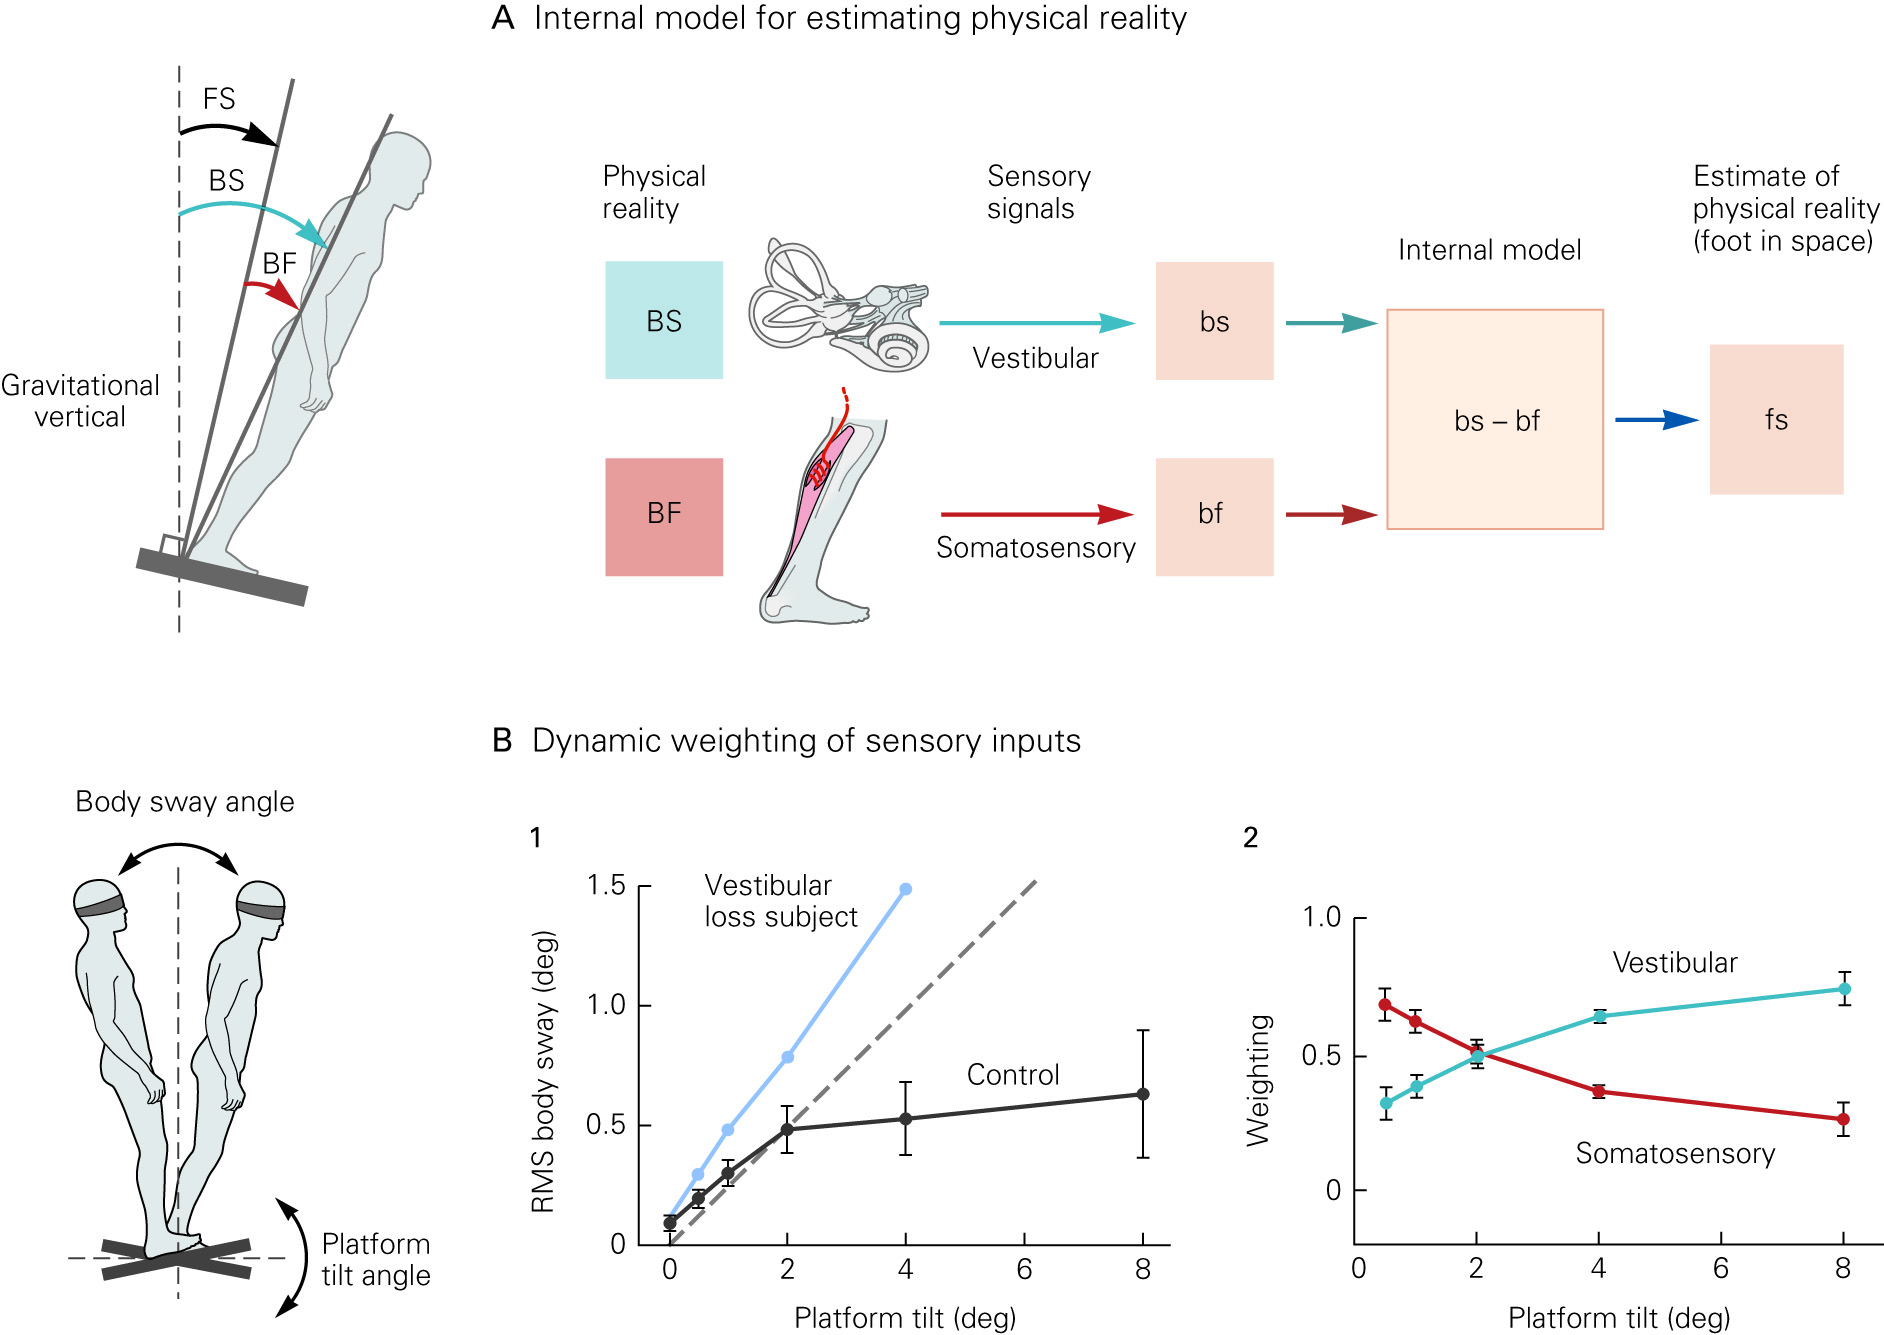 A Internal model for estimating physical reality
FS
BS
BF
Gravitational
vertical
Physical
reality
Sensory
signals
Internal model
Estimate of
physical reality
(foot in space)
BS
Vestibular
bs
BF
Somatosensory
bf
bs – bf
fs
B Dynamic weighting of sensory inputs
Body sway angle
Platform
tilt angle
1
RMS body sway (deg)
1.5
1.0
0.5
0
Vestibular
loss subject
Control
0 2 4 6 8
Platform tilt (deg)
2
Weighting
1.0
0.5
0
Vestibular
Somatosensory
0 2 4 6 8
Platform tilt (deg)